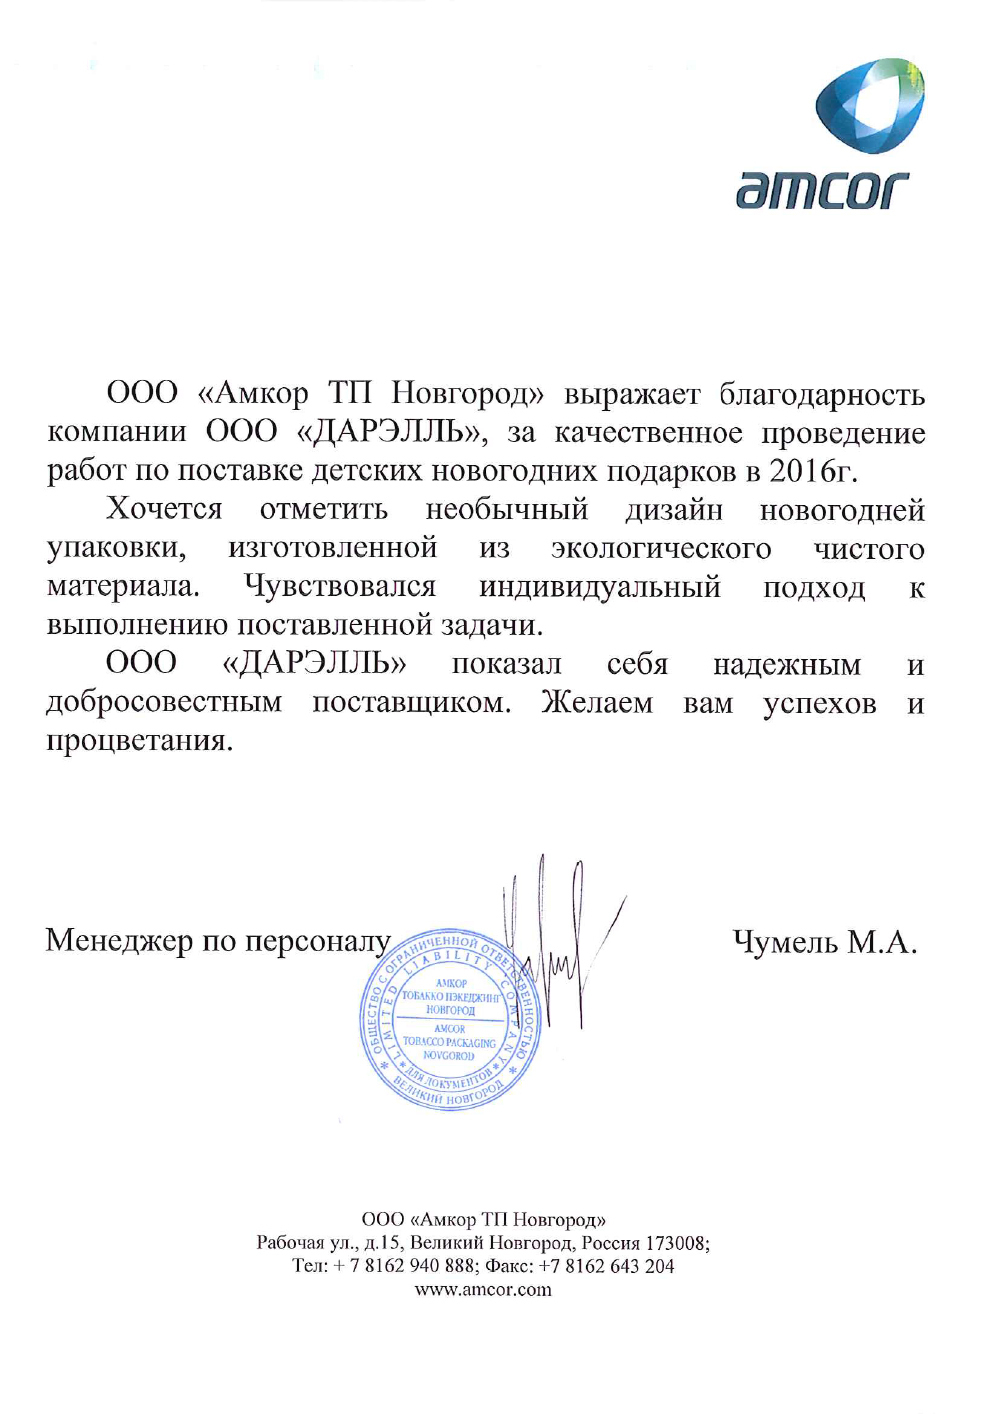 amcor
ООО «Амкор ТП Новгород» выражает благодарность
компании ООО «ДАРЭЛЛЬ», за качественное проведение
работ по поставке детских новогодних подарков в 2016г.
Хочется отметить необычный дизайн новогодней
упаковки, изготовленной из экологического чистого
материала. Чувствовался индивидуальный подход к
выполнению поставленной задачи.
ООО «ДАРЭЛЛЬ» показал себя надежным и
добросовестным поставщиком. Желаем вам успехов и
процветания.
Менеджер по персоналу
Чумель М.А.
ОБЩЕСТВО С ОГРАНИЧЕННОЙ ОТВЕТСТВЕННОСТЬЮ
LIMITED LIABILITY COMPANY
АМКОР
ТОБАККО ПЭКЕДЖИНГ
НОВГОРОД
AMCOR
TOBACCO PACKAGING
NOVGOROD
* ДЛЯ ДОКУМЕНТОВ *
* ВЕЛИКИЙ НОВГОРОД *
ООО «Амкор ТП Новгород»
Рабочая ул., д.15, Великий Новгород, Россия 173008;
Тел: + 7 8162 940 888; Факс: +7 8162 643 204
www.amcor.com